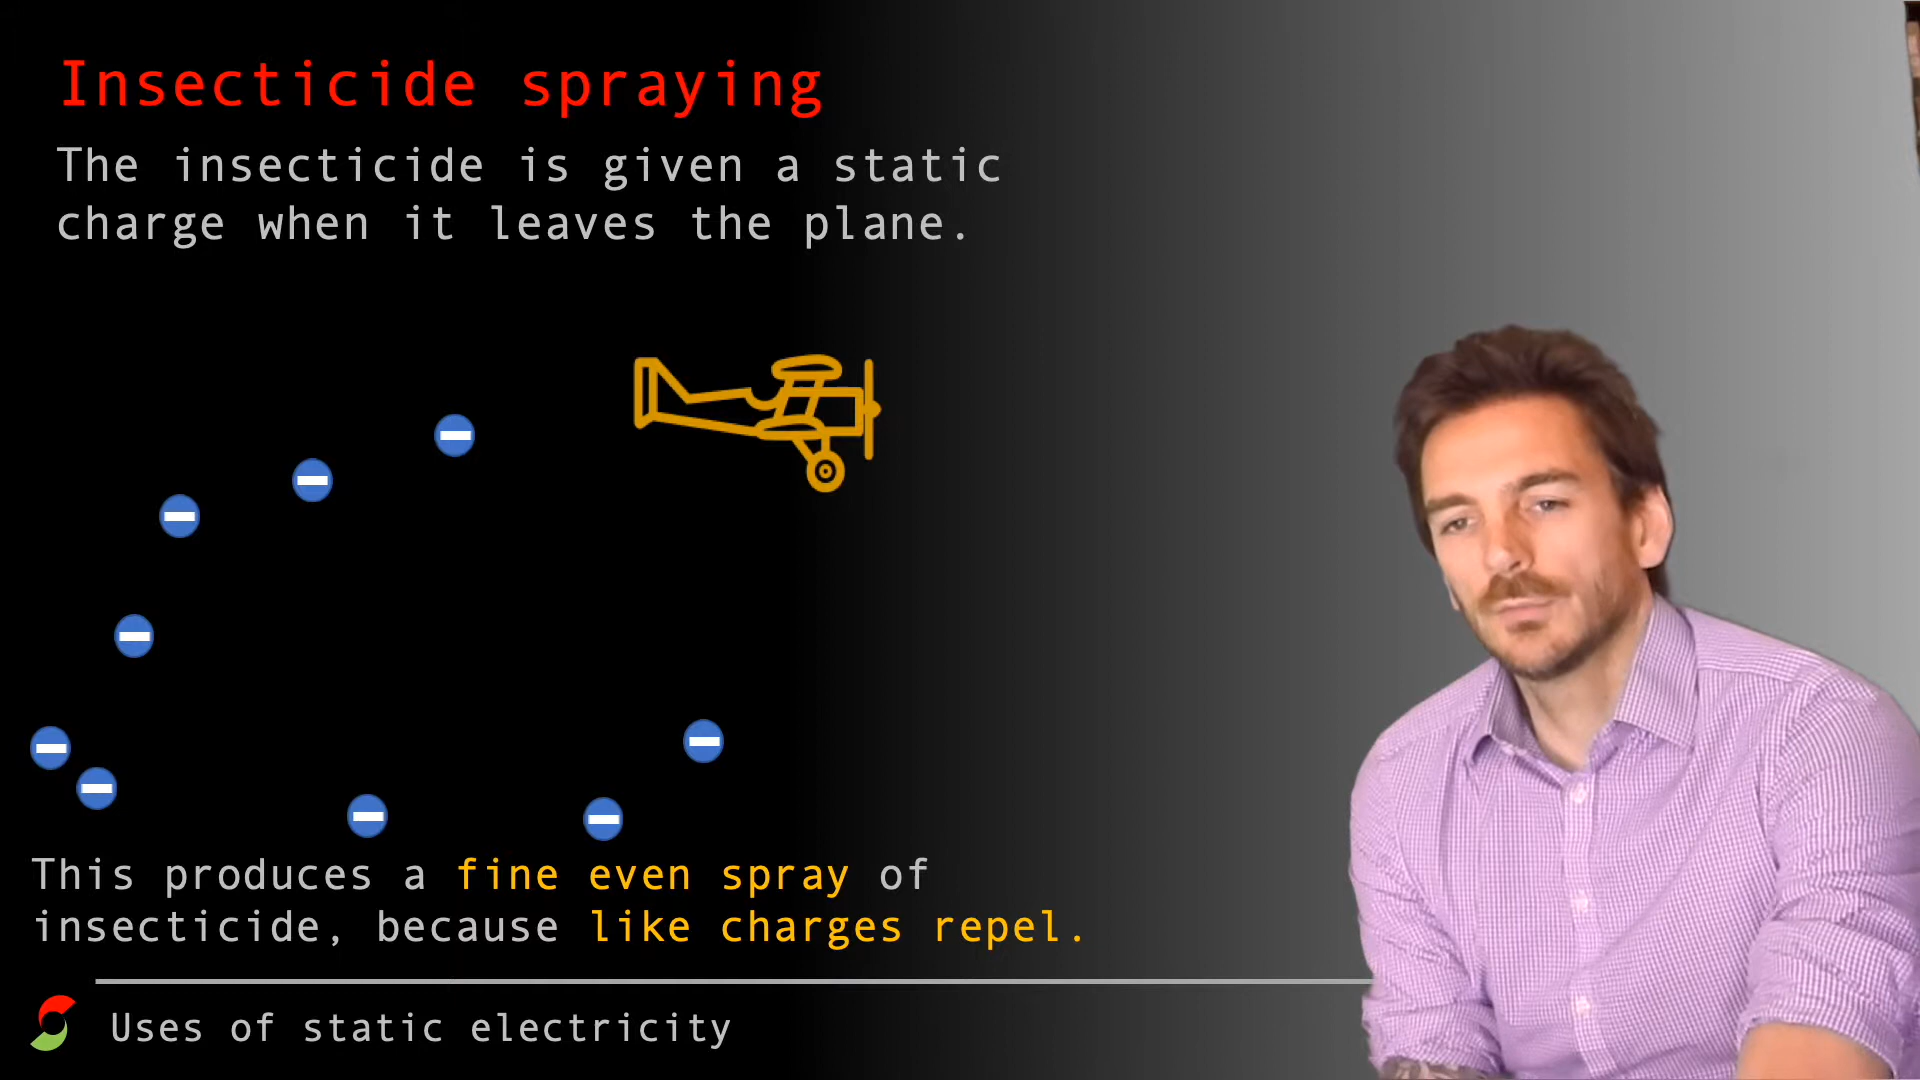 Insecticide spraying
The insecticide is given a static
charge when it leaves the plane.
This produces a fine even spray of
insecticide, because like charges repel.
Uses of static electricity